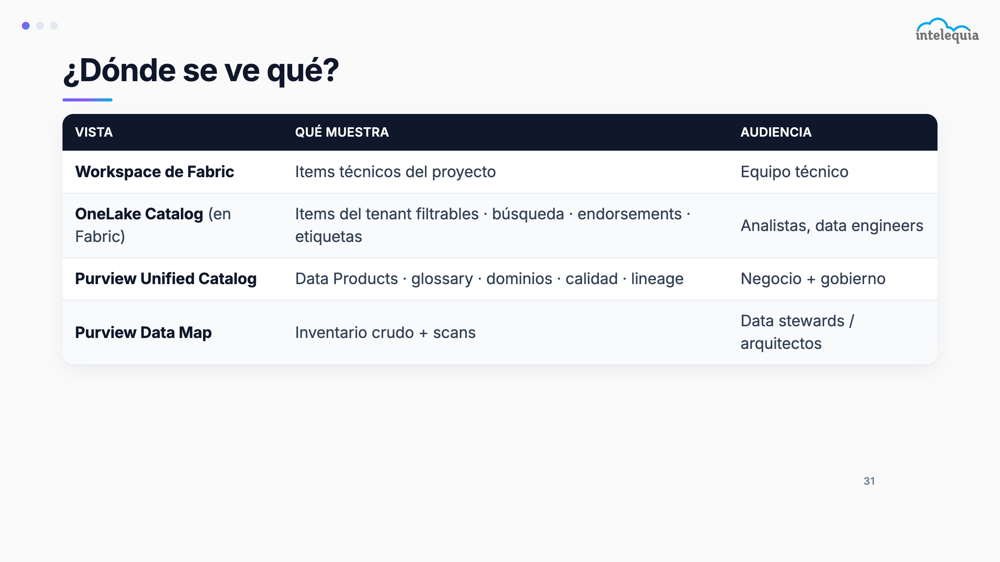 intelequia
¿Dónde se ve qué?
VISTA QUÉ MUESTRA AUDIENCIA
Workspace de Fabric Items técnicos del proyecto Equipo técnico
OneLake Catalog (en Fabric) Items del tenant filtrables · búsqueda · endorsements · etiquetas Analistas, data engineers
Purview Unified Catalog Data Products · glossary · dominios · calidad · lineage Negocio + gobierno
Purview Data Map Inventario crudo + scans Data stewards / arquitectos
31